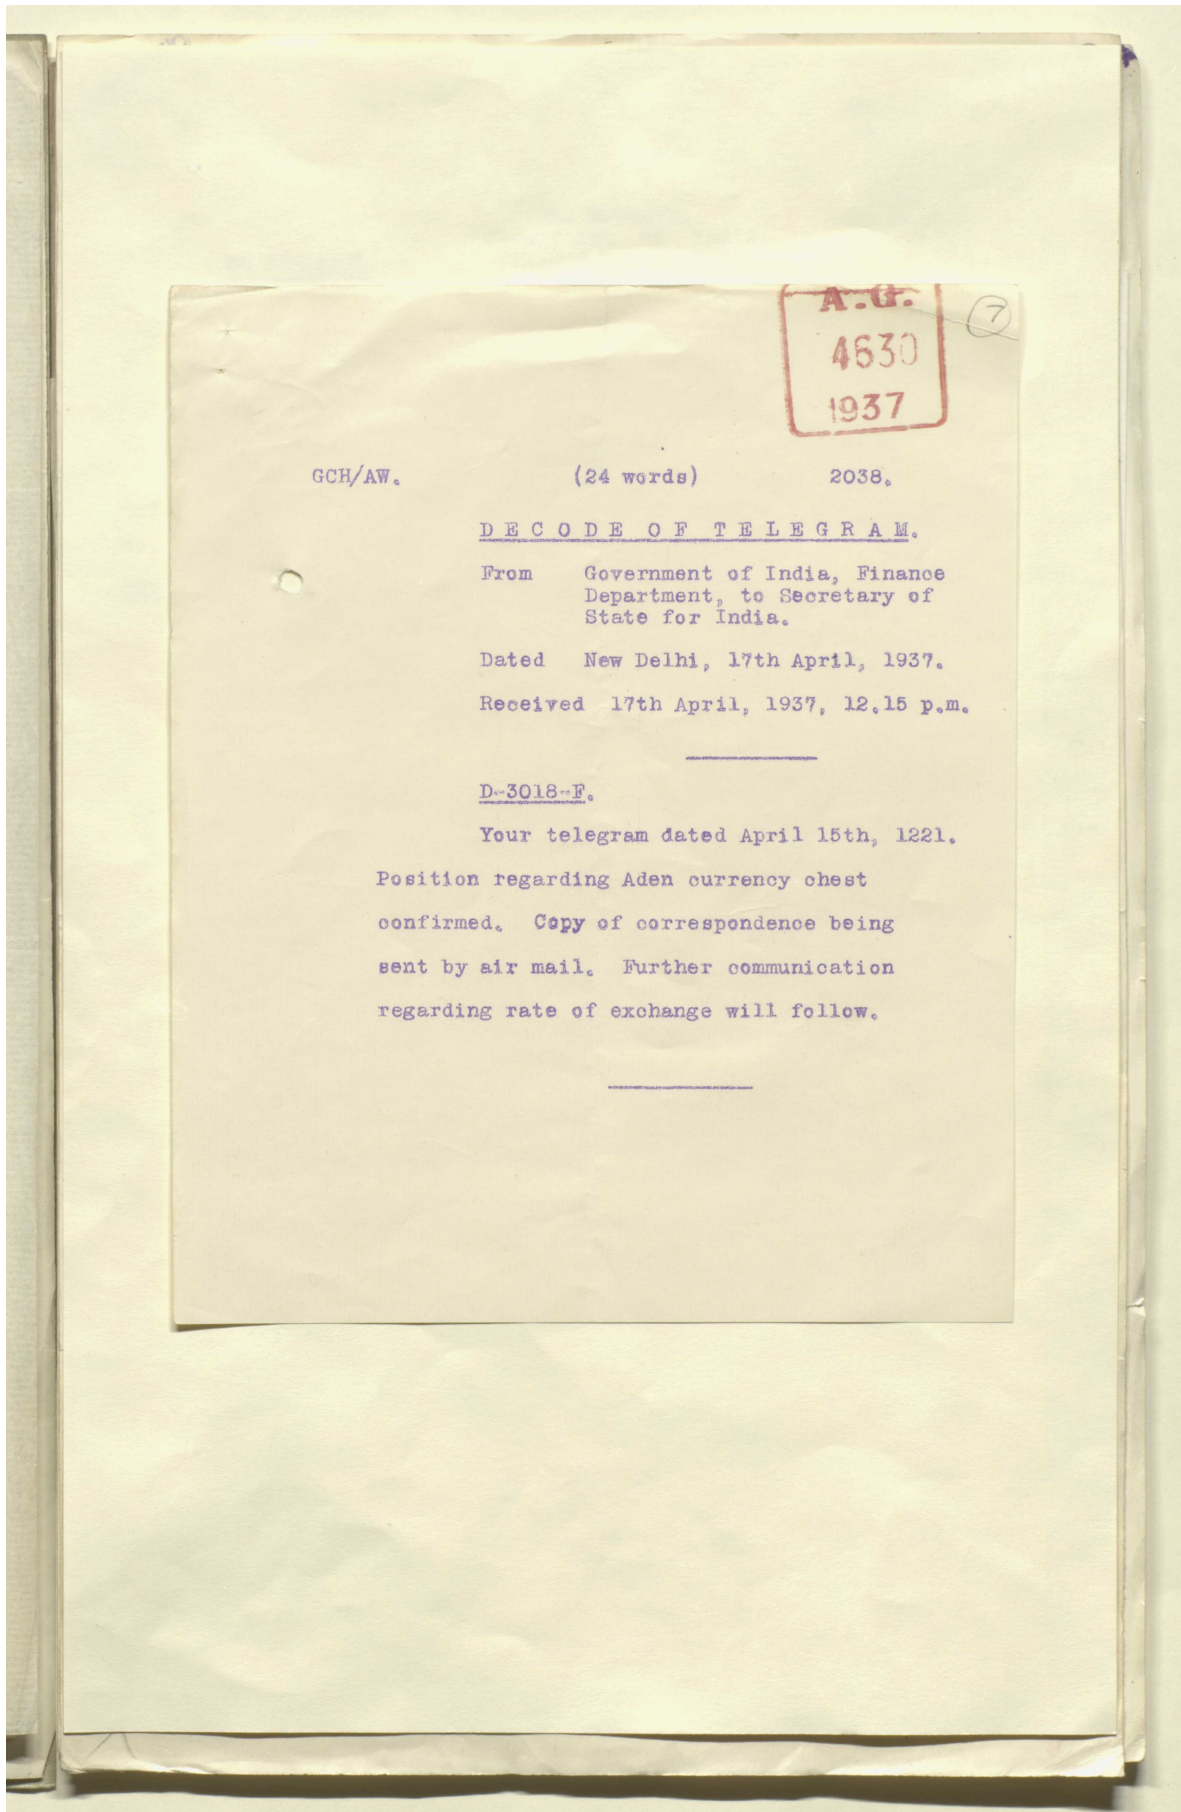 A.G.
4630
1937
7
GCH/AW. (24 words) 2038.
DECODE OF TELEGRAM.
From Government of India, Finance
Department, to Secretary of
State for India.
Dated New Delhi, 17th April, 1937.
Received 17th April, 1937, 12.15 p.m.
D-3018-F.
Your telegram dated April 15th, 1221.
Position regarding Aden currency chest
confirmed. Copy of correspondence being
sent by air mail. Further communication
regarding rate of exchange will follow.